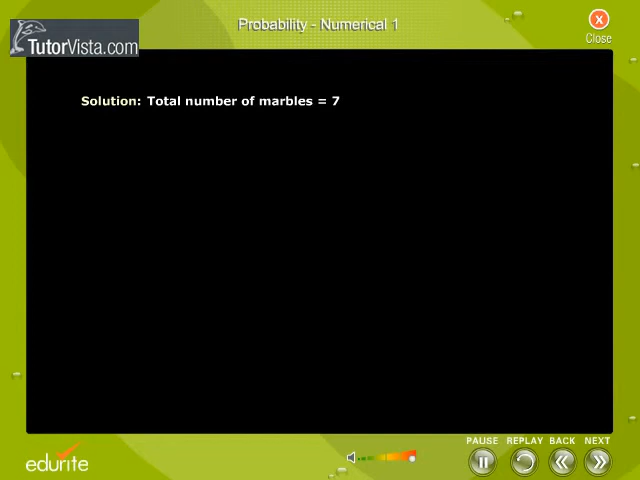 Probability - Numerical 1
Close
TutorVista.com
Solution: Total number of marbles = 7
PAUSE REPLAY BACK NEXT
edurite